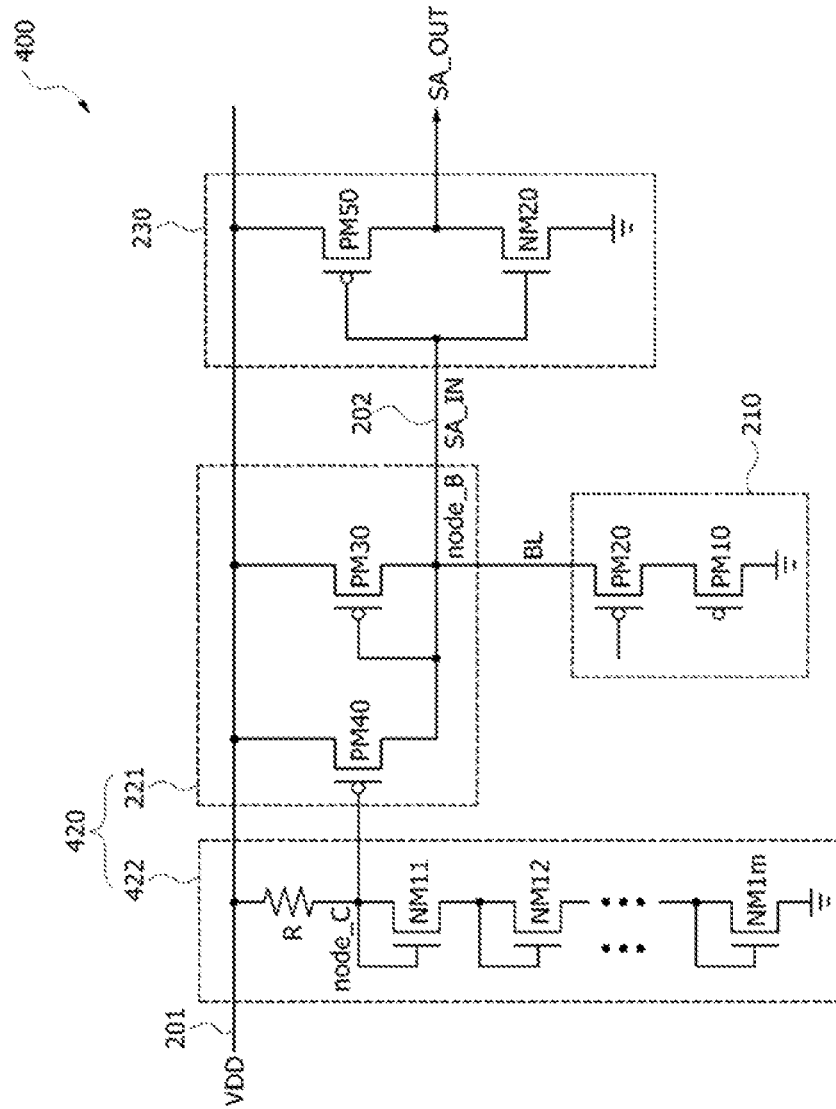 400
VDD
201
420
422
221
230
R
node_C
NM11
NM12
NM1m
PM40
PM30
node_B
202
SA_IN
BL
PM20
PM10
210
PM50
NM20
SA_OUT